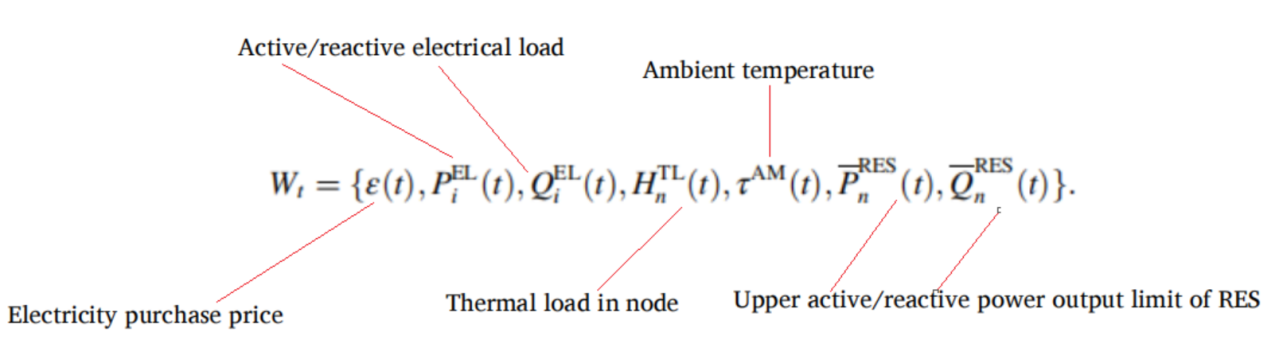 Active/reactive electrical load
Ambient temperature
W_t = {ε(t), P_i^{EL}(t), Q_i^{EL}(t), H_n^{TL}(t), τ^{AM}(t), \overline{P}_n^{RES}(t), \overline{Q}_n^{RES}(t)}.
Electricity purchase price
Thermal load in node
Upper active/reactive power output limit of RES